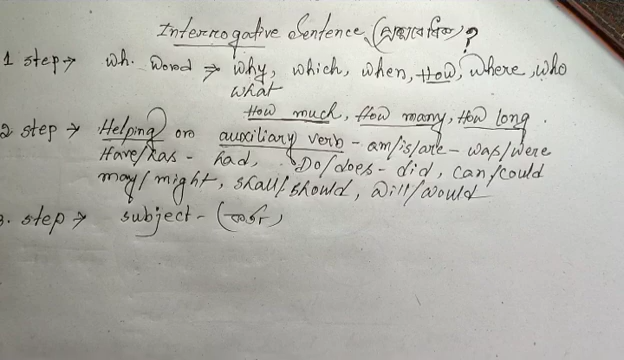 Interrogative Sentence (প্রশ্নবোধক) ?
1 step → wh. Word → why, which, when, How, where, who
what
How much, How many, How long.
2 step → Helping or auxiliary verb - am/is/are - was/were
Have/has - had, Do/does - did, can/could
may/might, shall/should, will/would
3. step → subject - (কর্তা)